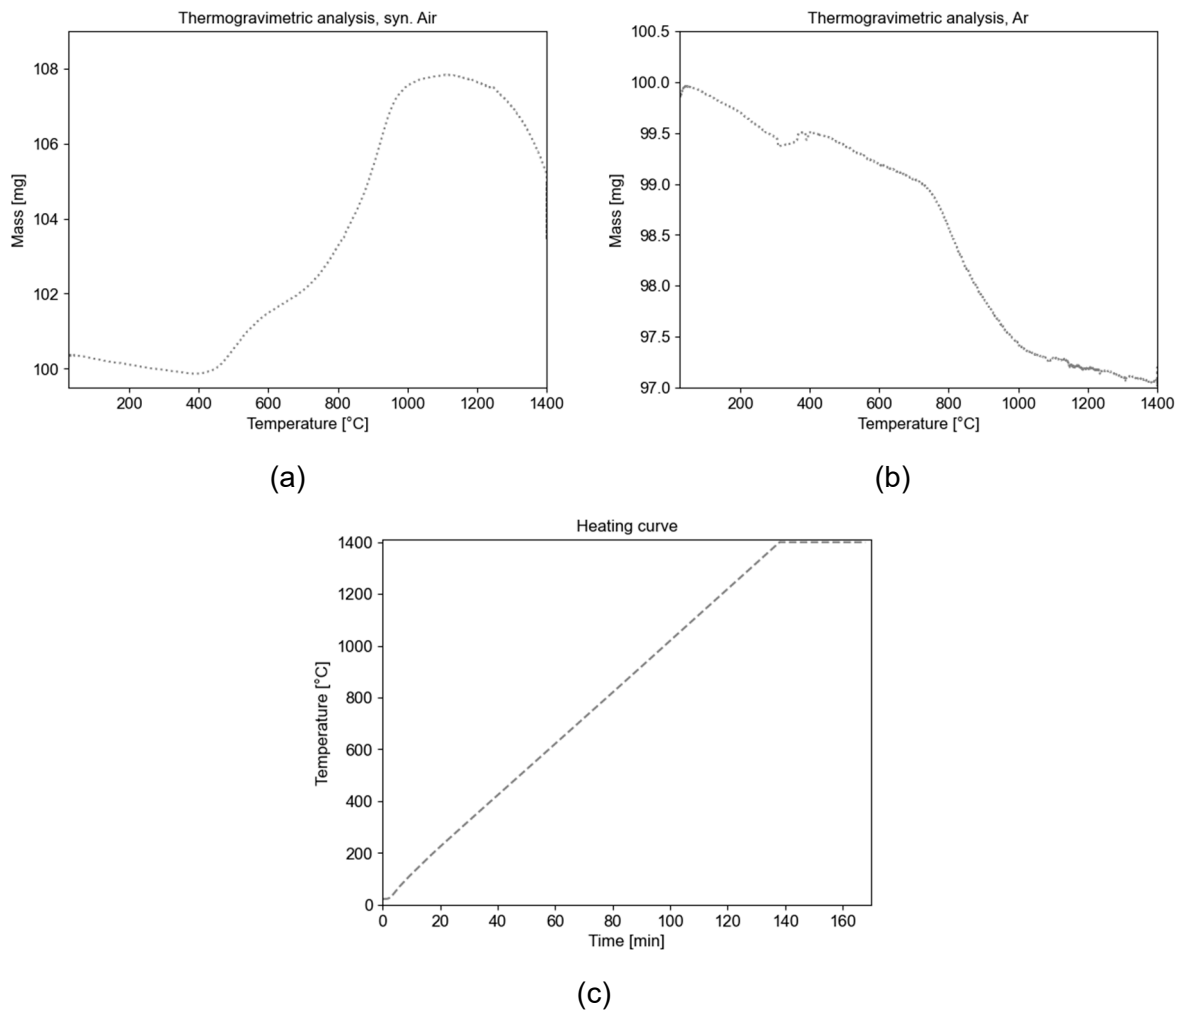 Thermogravimetric analysis, syn. Air
108
106
104
102
100
Mass [mg]
200 400 600 800 1000 1200 1400
Temperature [°C]
(a)
Thermogravimetric analysis, Ar
100.5
100.0
99.5
99.0
98.5
98.0
97.5
97.0
Mass [mg]
200 400 600 800 1000 1200 1400
Temperature [°C]
(b)
Heating curve
1400
1200
1000
800
600
400
200
0
Temperature [°C]
0 20 40 60 80 100 120 140 160
Time [min]
(c)